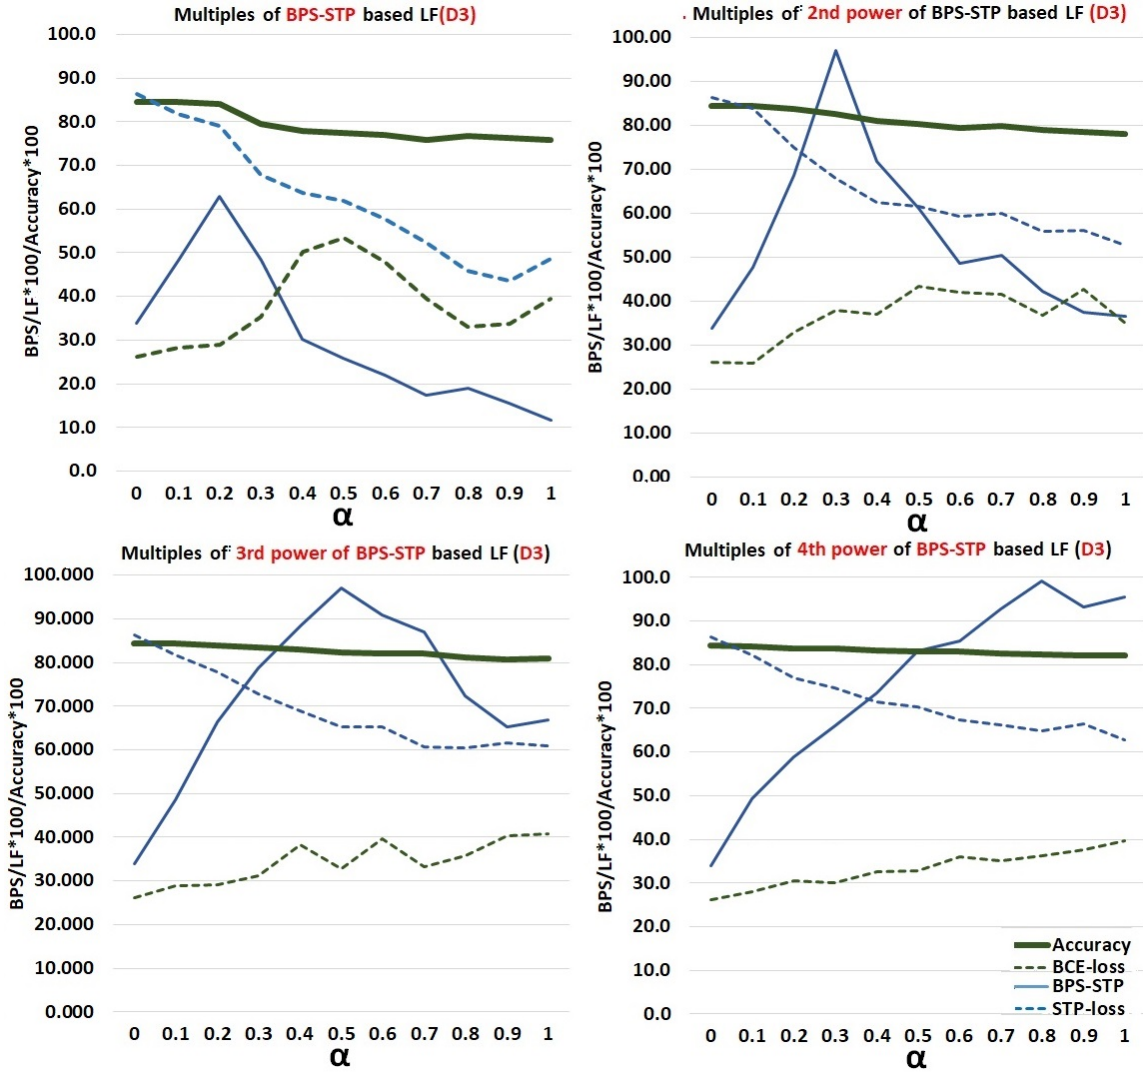 Multiples of BPS-STP based LF(D3)
100.0
90.0
80.0
70.0
60.0
50.0
40.0
30.0
20.0
10.0
0.0
BPS/LF*100/Accuracy*100
0 0.1 0.2 0.3 0.4 0.5 0.6 0.7 0.8 0.9 1
α
. Multiples of 2nd power of BPS-STP based LF (D3)
100.00
90.00
80.00
70.00
60.00
50.00
40.00
30.00
20.00
10.00
0.00
BPS/LF*100/Accuracy*100
0 0.1 0.2 0.3 0.4 0.5 0.6 0.7 0.8 0.9 1
α
Multiples of 3rd power of BPS-STP based LF (D3)
100.000
90.000
80.000
70.000
60.000
50.000
40.000
30.000
20.000
10.000
0.000
BPS/LF*100/Accuracy*100
0 0.1 0.2 0.3 0.4 0.5 0.6 0.7 0.8 0.9 1
α
Multiples of 4th power of BPS-STP based LF (D3)
100.0
90.0
80.0
70.0
60.0
50.0
40.0
30.0
20.0
10.0
0.0
BPS/LF*100/Accuracy*100
0 0.1 0.2 0.3 0.4 0.5 0.6 0.7 0.8 0.9 1
α
Accuracy
BCE-loss
BPS-STP
STP-loss